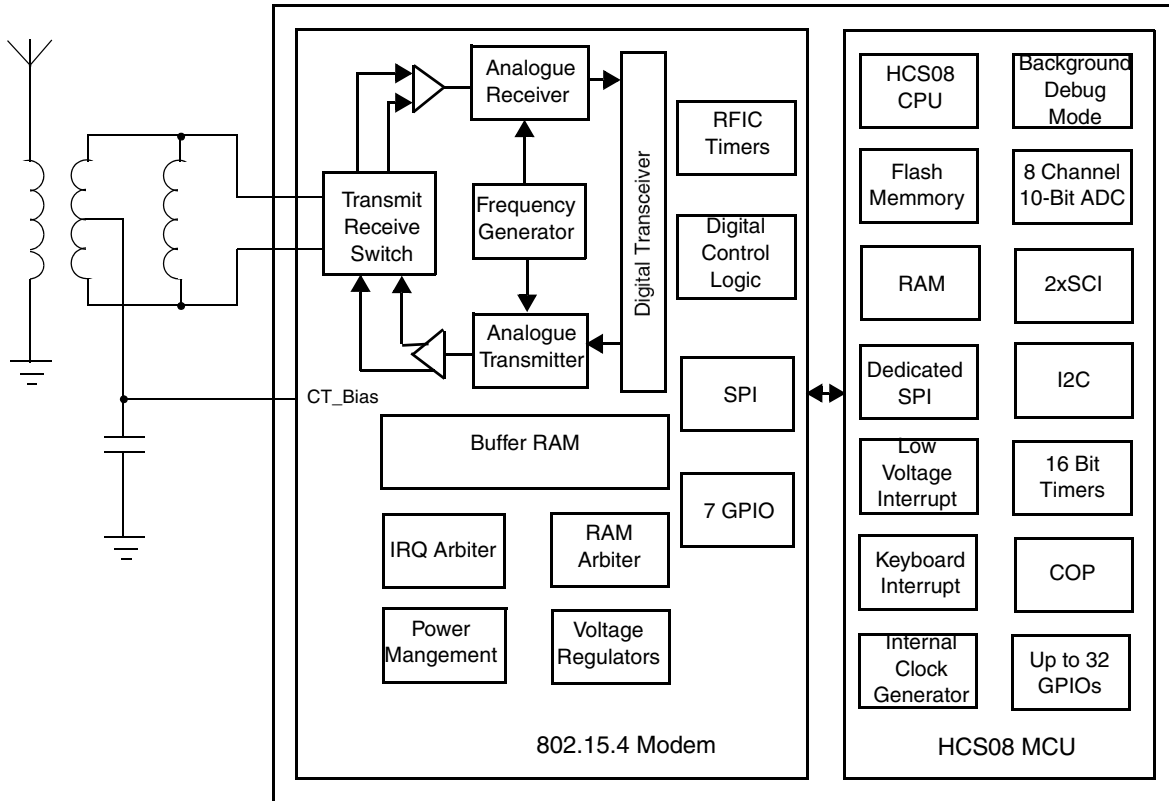 Analogue
Receiver
Transmit
Receive
Switch
Frequency
Generator
Analogue
Transmitter
Digital Transceiver
RFIC
Timers
Digital
Control
Logic
CT_Bias
SPI
Buffer RAM
7 GPIO
IRQ Arbiter
RAM
Arbiter
Power
Mangement
Voltage
Regulators
802.15.4 Modem
HCS08
CPU
Background
Debug
Mode
Flash
Memmory
8 Channel
10-Bit ADC
RAM
2xSCI
Dedicated
SPI
I2C
Low
Voltage
Interrupt
16 Bit
Timers
Keyboard
Interrupt
COP
Internal
Clock
Generator
Up to 32
GPIOs
HCS08 MCU